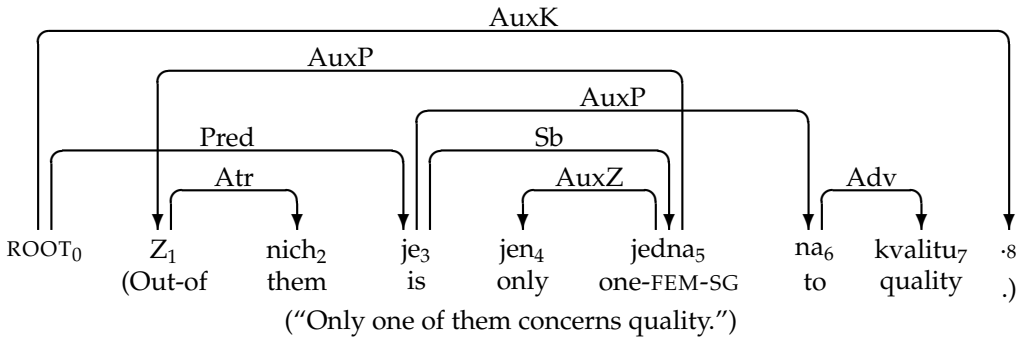 AuxK
AuxP
AuxP
Pred Sb
Atr AuxZ Adv
ROOT0 Z1 nich2 je3 jen4 jedna5 na6 kvalitu7 .8
(Out-of them is only one-FEM-SG to quality .)
(“Only one of them concerns quality.”)